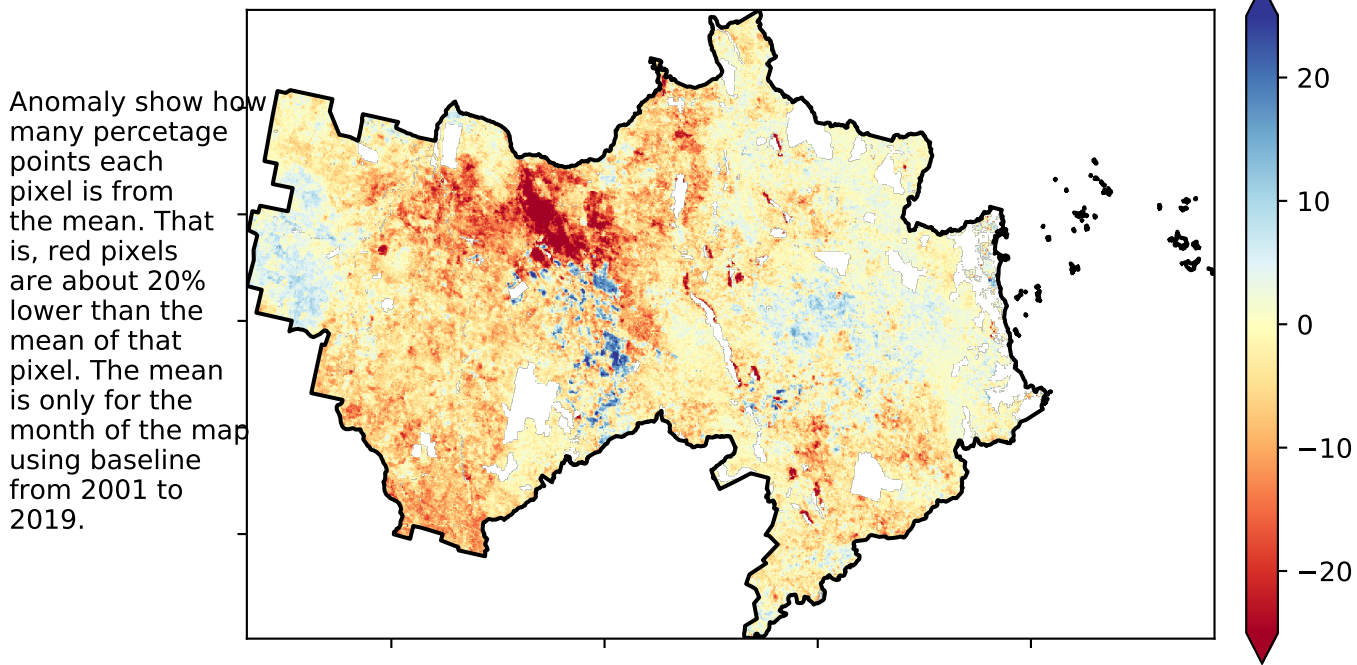 Anomaly show how
many percetage
points each
pixel is from
the mean. That
is, red pixels
are about 20%
lower than the
mean of that
pixel. The mean
is only for the
month of the map
using baseline
from 2001 to
2019.
20
10
0
−10
−20